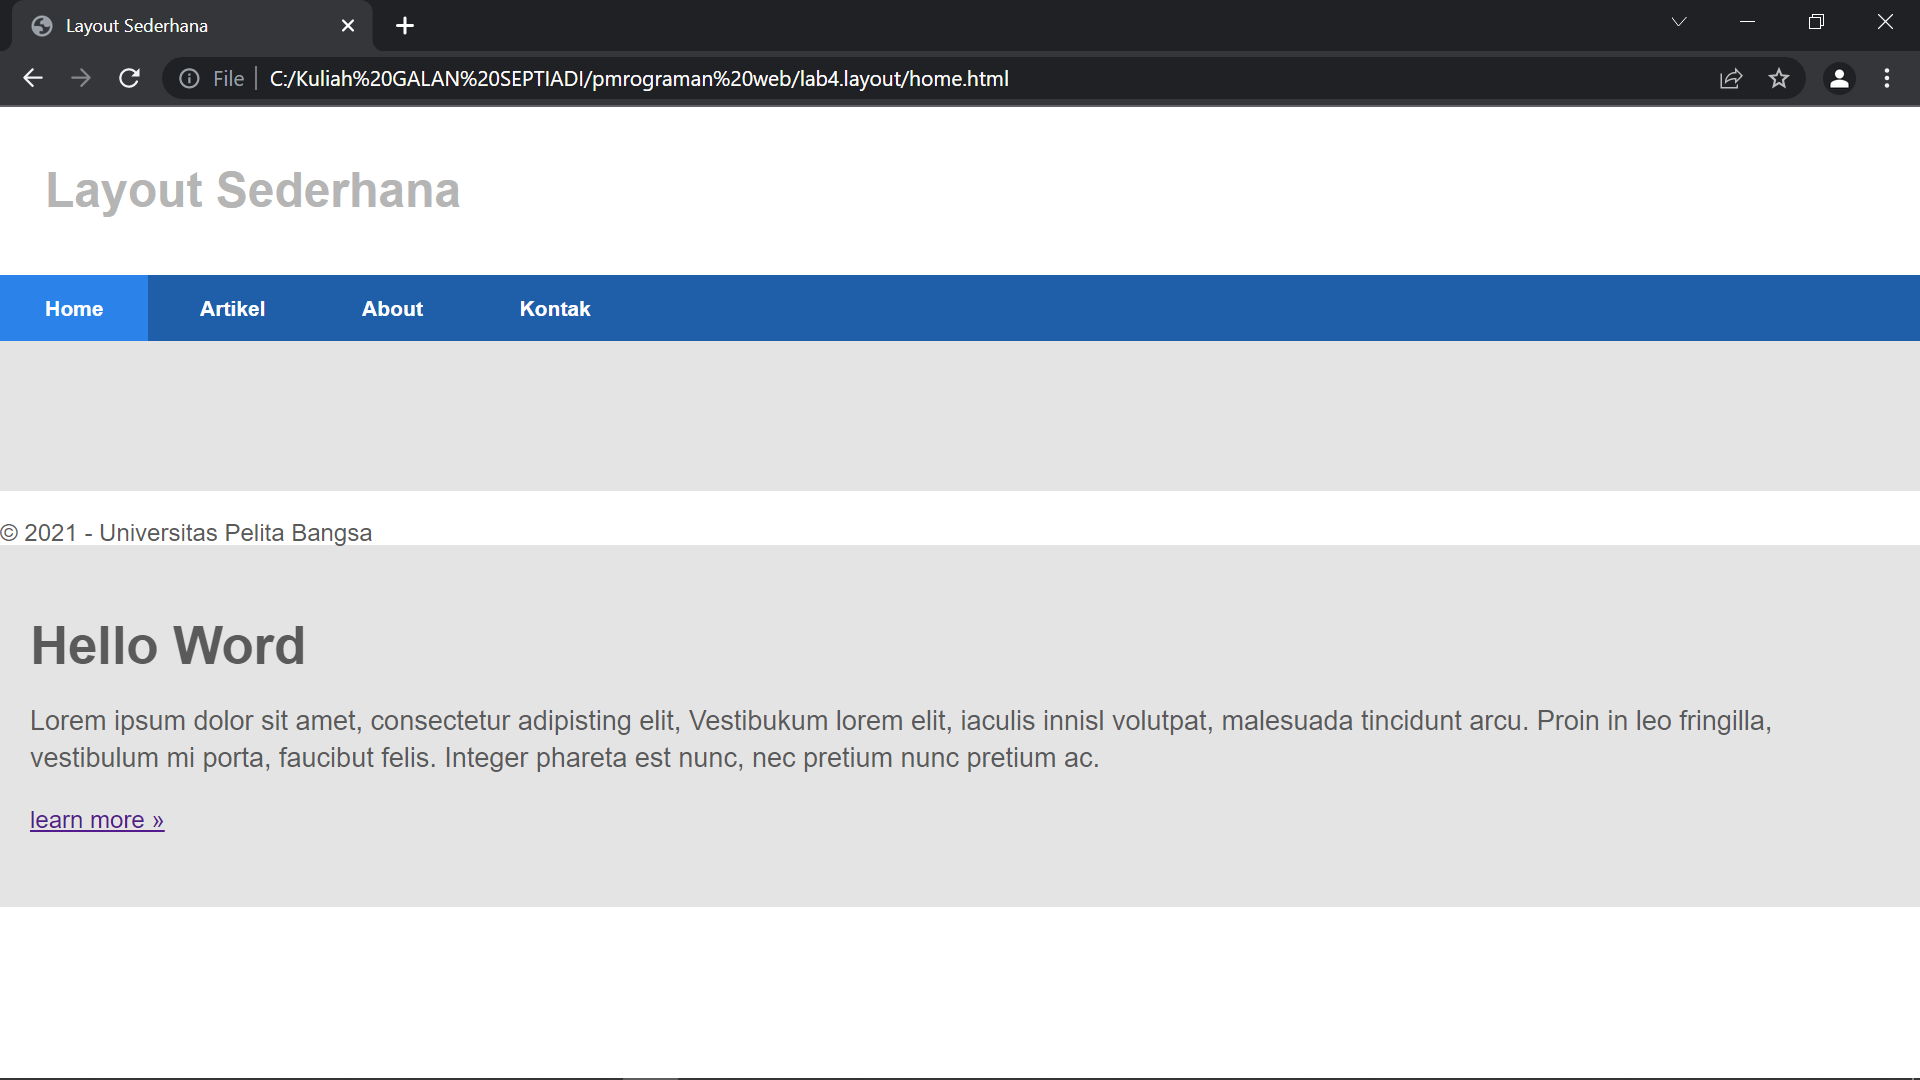 Layout Sederhana
File
C:/Kuliah%20GALAN%20SEPTIADI/pmrograman%20web/lab4.layout/home.html
Layout Sederhana
Home Artikel About Kontak
© 2021 - Universitas Pelita Bangsa
Hello Word
Lorem ipsum dolor sit amet, consectetur adipisting elit, Vestibukum lorem elit, iaculis innisl volutpat, malesuada tincidunt arcu. Proin in leo fringilla,
vestibulum mi porta, faucibut felis. Integer phareta est nunc, nec pretium nunc pretium ac.
learn more »